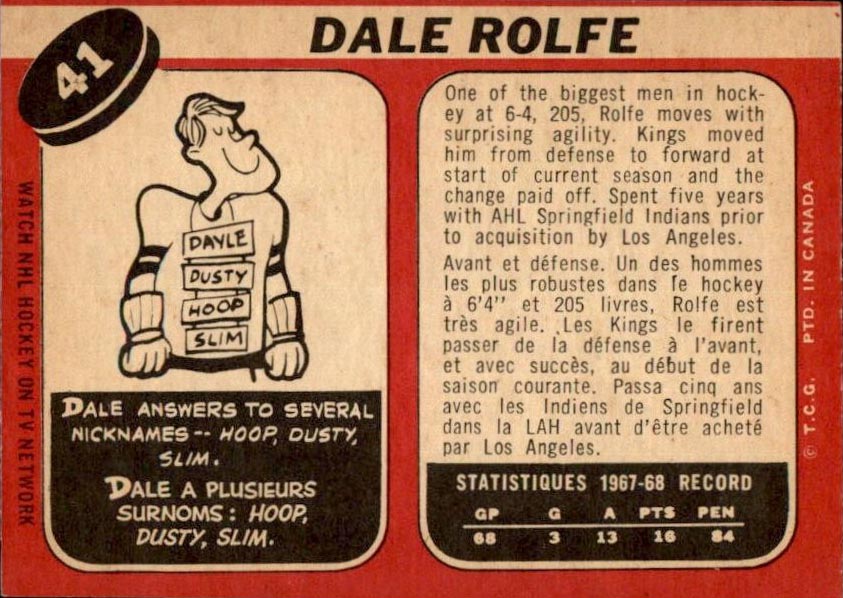 DALE ROLFE
41
DAYLE
DUSTY
HOOP
SLIM
DALE ANSWERS TO SEVERAL
NICKNAMES-- HOOP, DUSTY,
SLIM.
DALE A PLUSIEURS
SURNOMS: HOOP,
DUSTY, SLIM.
WATCH NHL HOCKEY ON TV NETWORK
One of the biggest men in hock-
ey at 6-4, 205, Rolfe moves with
surprising agility. Kings moved
him from defense to forward at
start of current season and the
change paid off. Spent five years
with AHL Springfield Indians prior
to acquisition by Los Angeles.
Avant et défense. Un des hommes
les plus robustes dans le hockey
à 6'4" et 205 livres, Rolfe est
très agile. Les Kings le firent
passer de la défense à l'avant,
et avec succès, au début de la
saison courante. Passa cinq ans
avec les Indiens de Springfield
dans la LAH avant d'être acheté
par Los Angeles.
STATISTIQUES 1967-68 RECORD
GP G A PTS PEN
68 3 13 16 84
© T.C.G. PTD. IN CANADA